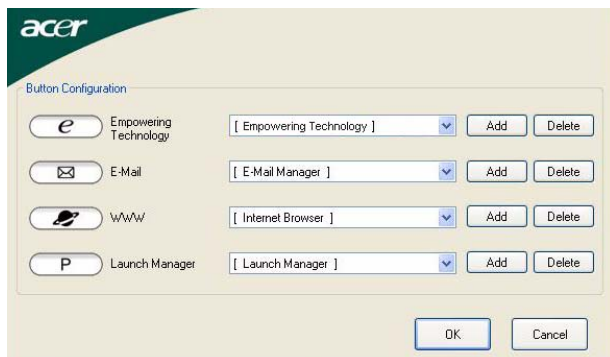 acer
Button Configuration
e Empowering Technology [ Empowering Technology ] Add Delete
E-Mail [ E-Mail Manager ] Add Delete
WWW [ Internet Browser ] Add Delete
P Launch Manager [ Launch Manager ] Add Delete
OK Cancel